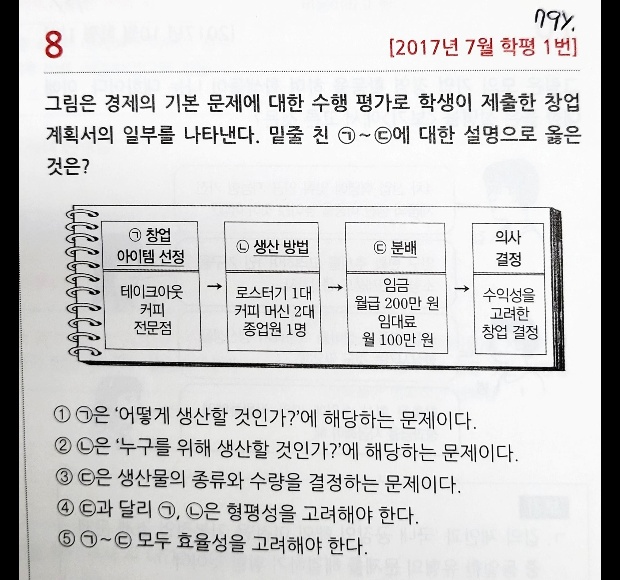 8
[2017년 7월 학평 1번]
그림은 경제의 기본 문제에 대한 수행 평가로 학생이 제출한 창업
계획서의 일부를 나타낸다. 밑줄 친 ㉠~㉢에 대한 설명으로 옳은
것은?
㉠ 창업
아이템 선정
테이크아웃
커피
전문점
→
㉡ 생산 방법
로스터기 1대
커피 머신 2대
종업원 1명
→
㉢ 분배
임금
월급 200만 원
임대료
월 100만 원
→
의사
결정
수익성을
고려한
창업 결정
① ㉠은 ‘어떻게 생산할 것인가?’에 해당하는 문제이다.
② ㉡은 ‘누구를 위해 생산할 것인가?’에 해당하는 문제이다.
③ ㉢은 생산물의 종류와 수량을 결정하는 문제이다.
④ ㉢과 달리 ㉠, ㉡은 형평성을 고려해야 한다.
⑤ ㉠~㉢ 모두 효율성을 고려해야 한다.